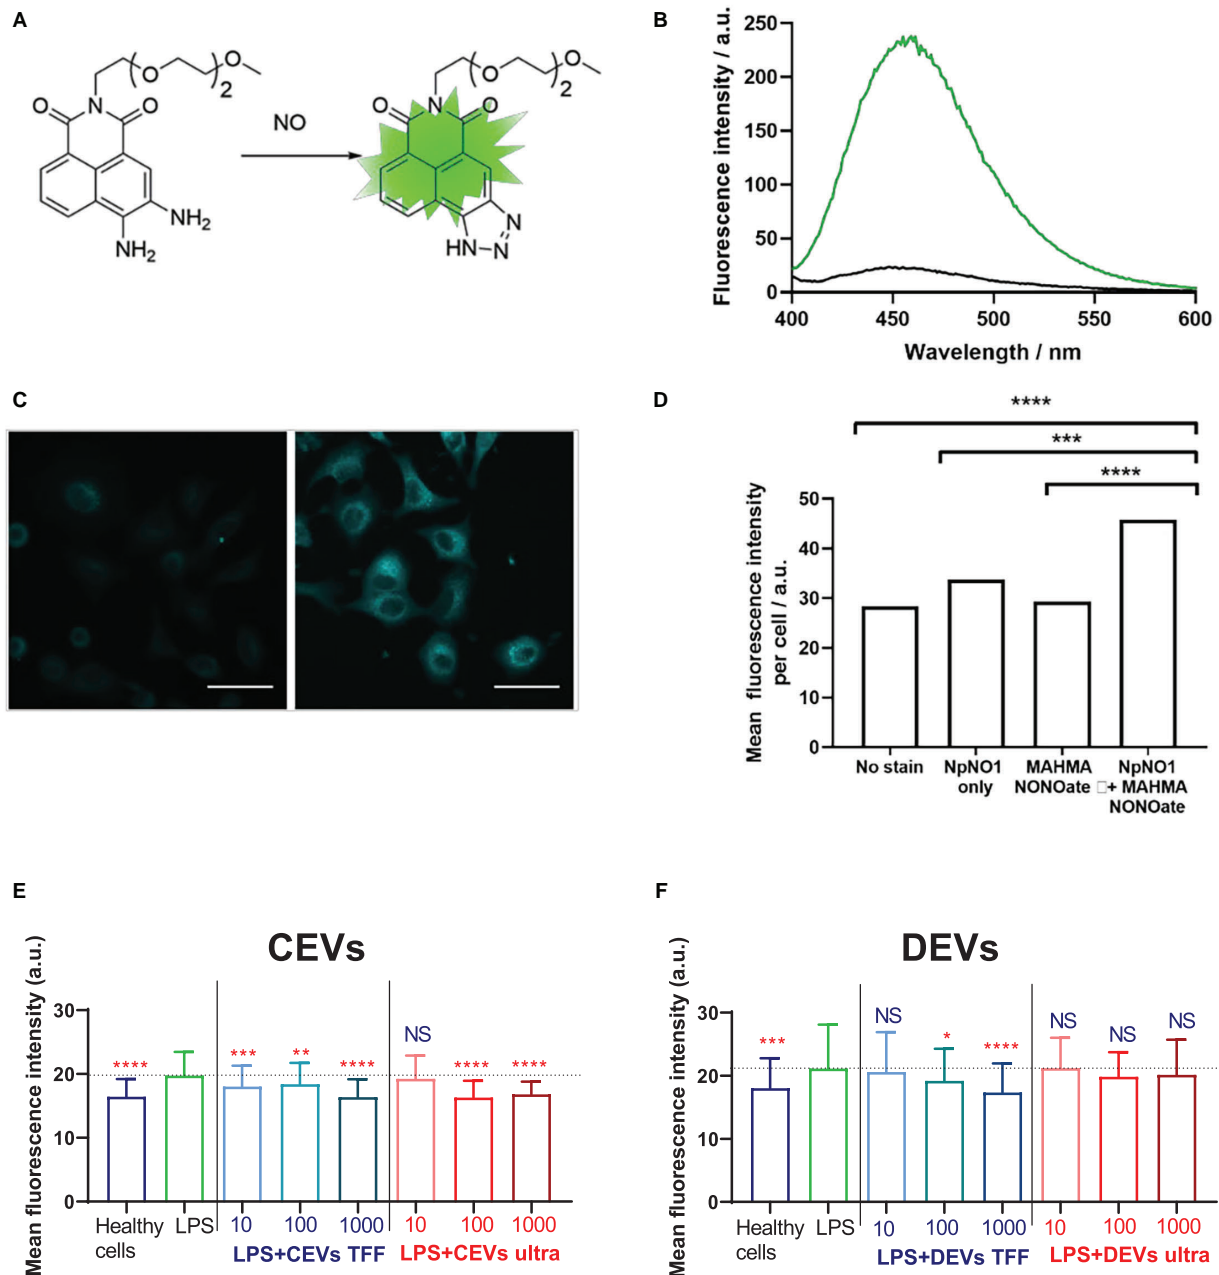 A
O
O
2
O
N
O
O
NH2
NH2
NO
O
O
2
O
N
O
O
N
HN
N
B
Fluorescence intensity / a.u.
250
200
150
100
50
0
400
450
500
550
600
Wavelength / nm
C
D
****
***
****
Mean fluorescence intensity
per cell / a.u.
50
40
30
20
10
0
No stain
NpNO1
only
MAHMA
NONOate
NpNO1
+ MAHMA
NONOate
E
CEVs
Mean fluorescence intensity (a.u.)
30
20
10
0
****
***
**
****
NS
****
****
Healthy
cells
LPS
10
100
1000
LPS+CEVs TFF
10
100
1000
LPS+CEVs ultra
F
DEVs
Mean fluorescence intensity (a.u.)
30
20
10
0
***
NS
*
****
NS
NS
NS
Healthy
cells
LPS
10
100
1000
LPS+DEVs TFF
10
100
1000
LPS+DEVs ultra